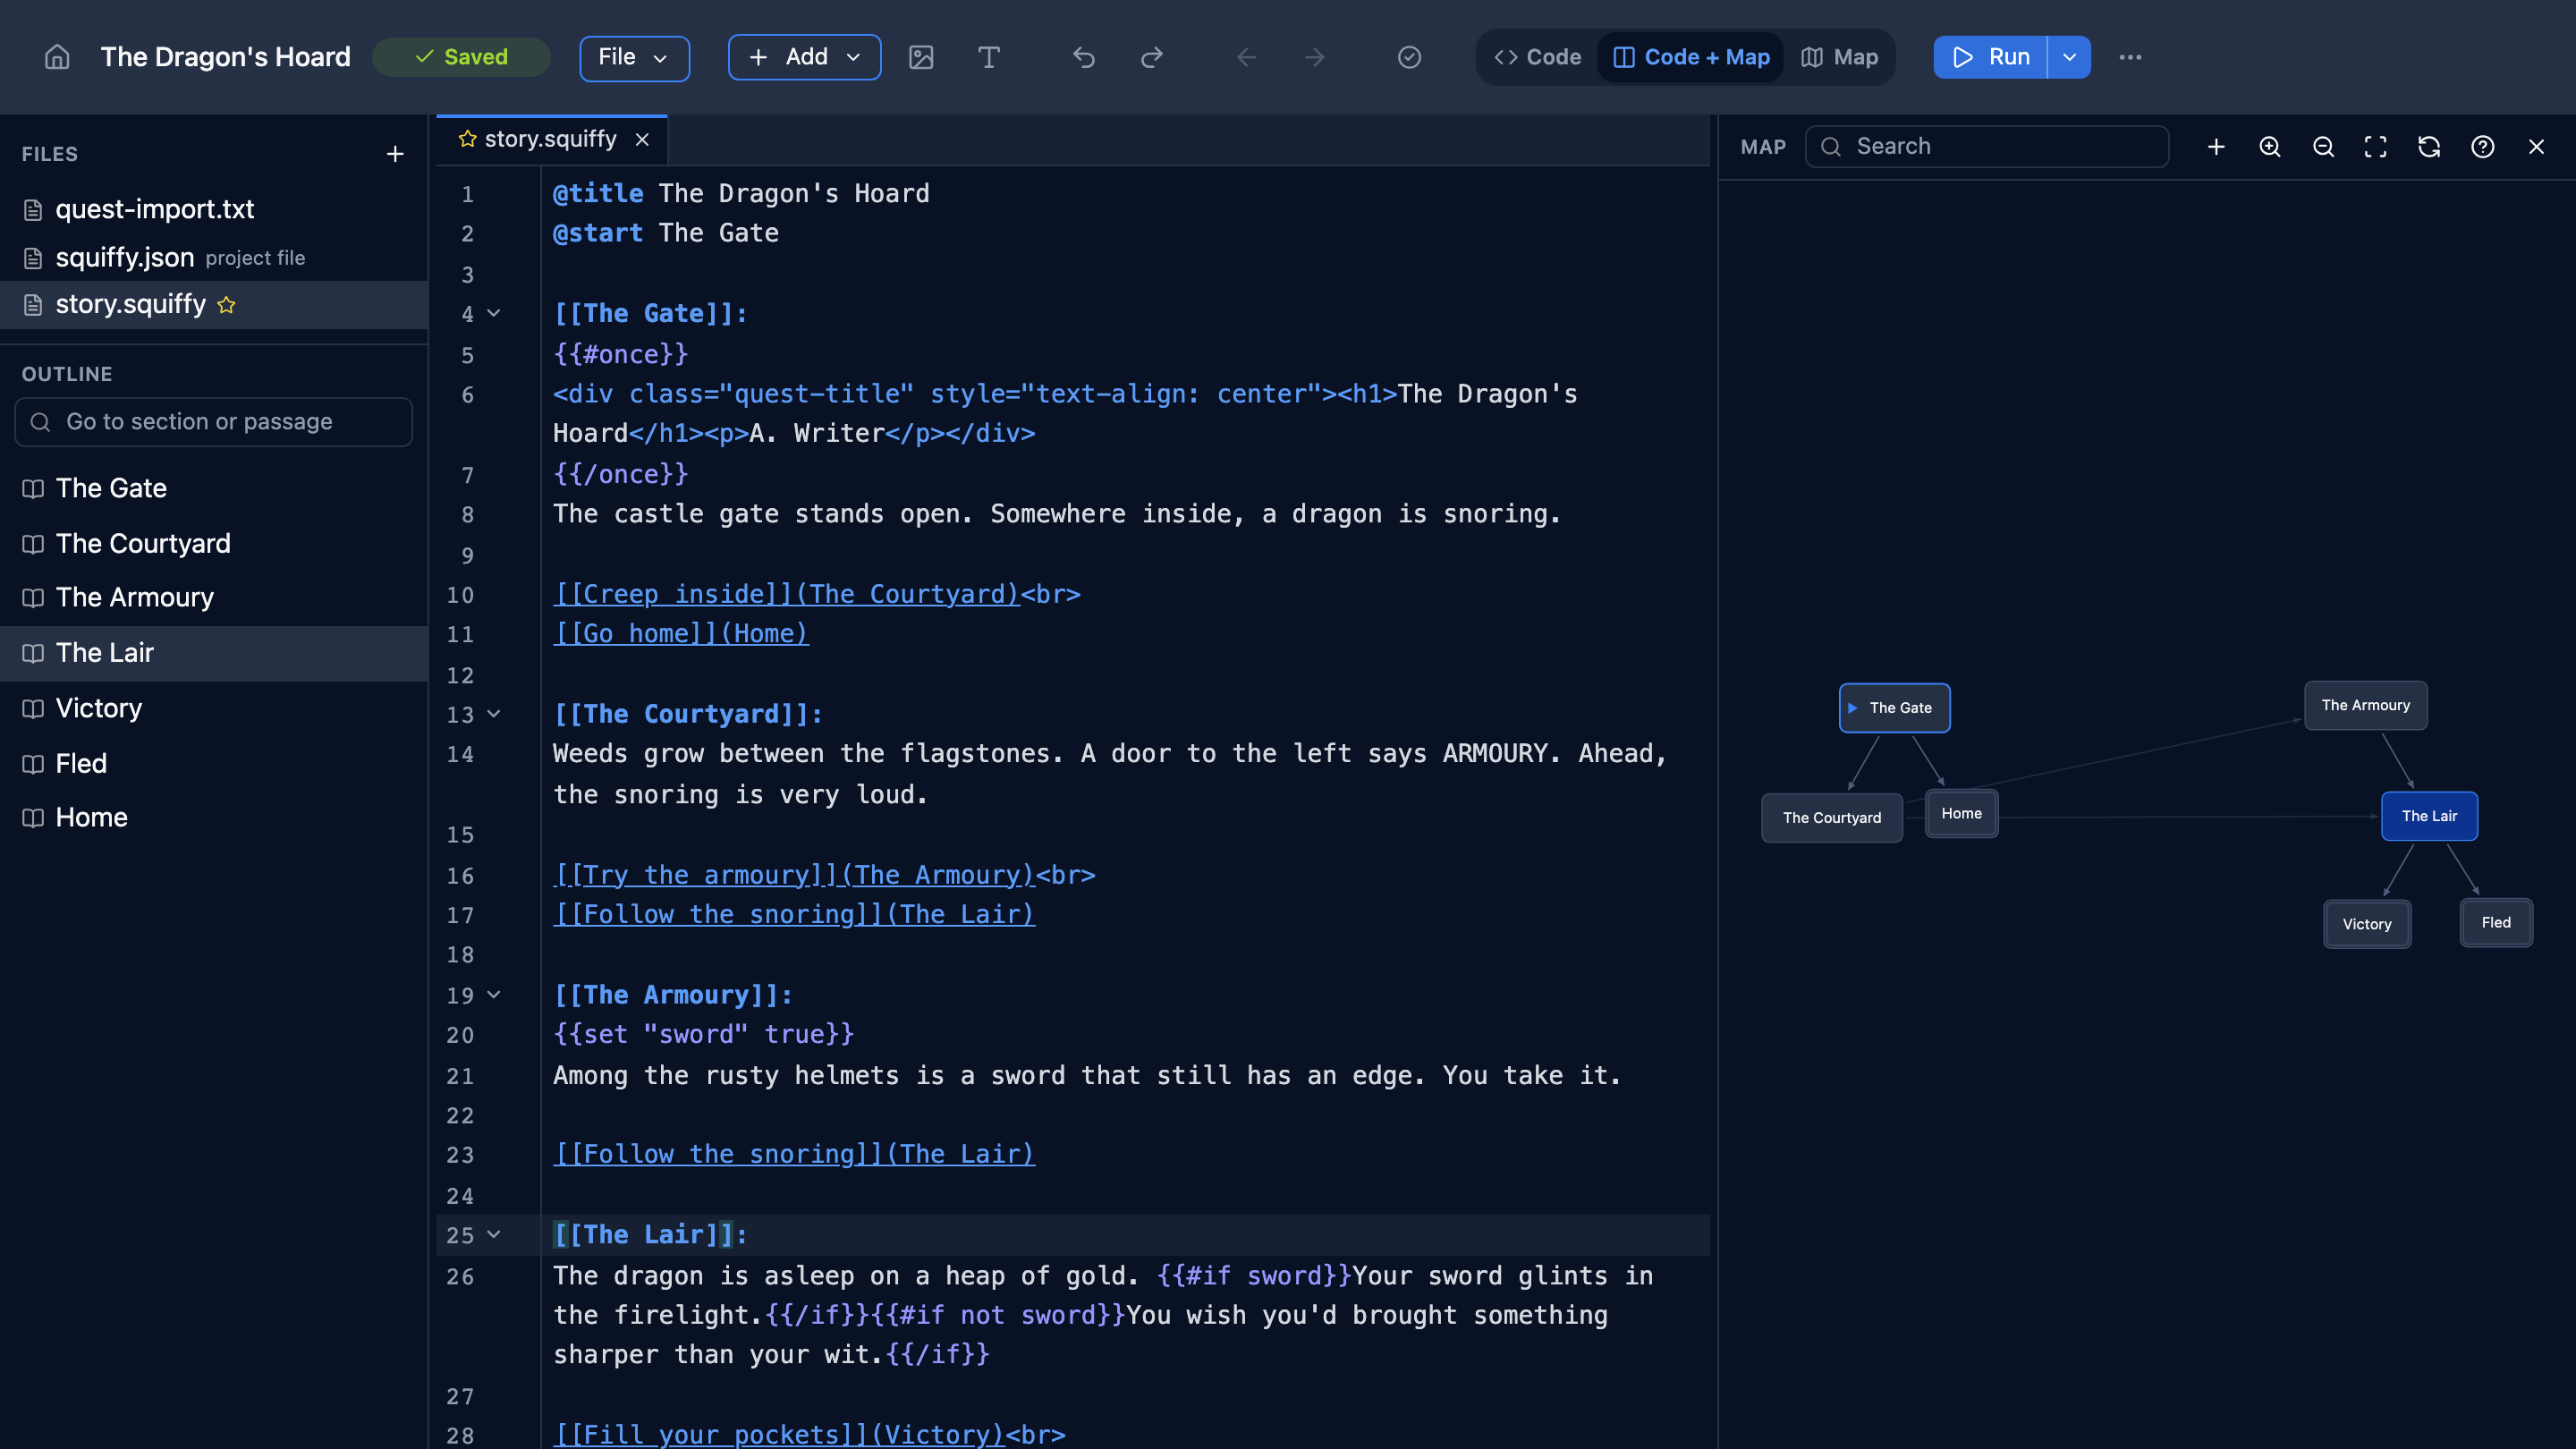 The Dragon's Hoard
Saved
File
Add
Code
Code + Map
Map
Run
FILES
quest-import.txt
squiffy.json project file
story.squiffy
OUTLINE
Go to section or passage
The Gate
The Courtyard
The Armoury
The Lair
Victory
Fled
Home
story.squiffy
1 @title The Dragon's Hoard
2 @start The Gate
3
4 [[The Gate]]:
5 {{#once}}
6 <div class="quest-title" style="text-align: center"><h1>The Dragon's
Hoard</h1><p>A. Writer</p></div>
7 {{/once}}
8 The castle gate stands open. Somewhere inside, a dragon is snoring.
9
10 [[Creep inside]](The Courtyard)<br>
11 [[Go home]](Home)
12
13 [[The Courtyard]]:
14 Weeds grow between the flagstones. A door to the left says ARMOURY. Ahead,
the snoring is very loud.
15
16 [[Try the armoury]](The Armoury)<br>
17 [[Follow the snoring]](The Lair)
18
19 [[The Armoury]]:
20 {{set "sword" true}}
21 Among the rusty helmets is a sword that still has an edge. You take it.
22
23 [[Follow the snoring]](The Lair)
24
25 [[The Lair]]:
26 The dragon is asleep on a heap of gold. {{#if sword}}Your sword glints in
the firelight.{{/if}}{{#if not sword}}You wish you'd brought something
sharper than your wit.{{/if}}
27
28 [[Fill your pockets]](Victory)<br>
MAP
Search
The Gate
The Armoury
The Courtyard
Home
The Lair
Victory
Fled